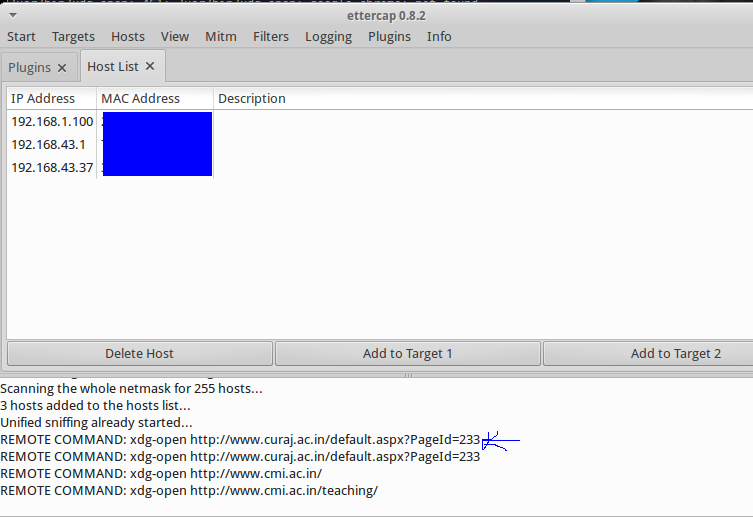 ettercap 0.8.2
Start Targets Hosts View Mitm Filters Logging Plugins Info
Plugins Host List
IP Address MAC Address Description
192.168.1.100
192.168.43.1
192.168.43.37
Delete Host Add to Target 1 Add to Target 2
Scanning the whole netmask for 255 hosts...
3 hosts added to the hosts list...
Unified sniffing already started...
REMOTE COMMAND: xdg-open http://www.curaj.ac.in/default.aspx?PageId=233
REMOTE COMMAND: xdg-open http://www.curaj.ac.in/default.aspx?PageId=233
REMOTE COMMAND: xdg-open http://www.cmi.ac.in/
REMOTE COMMAND: xdg-open http://www.cmi.ac.in/teaching/